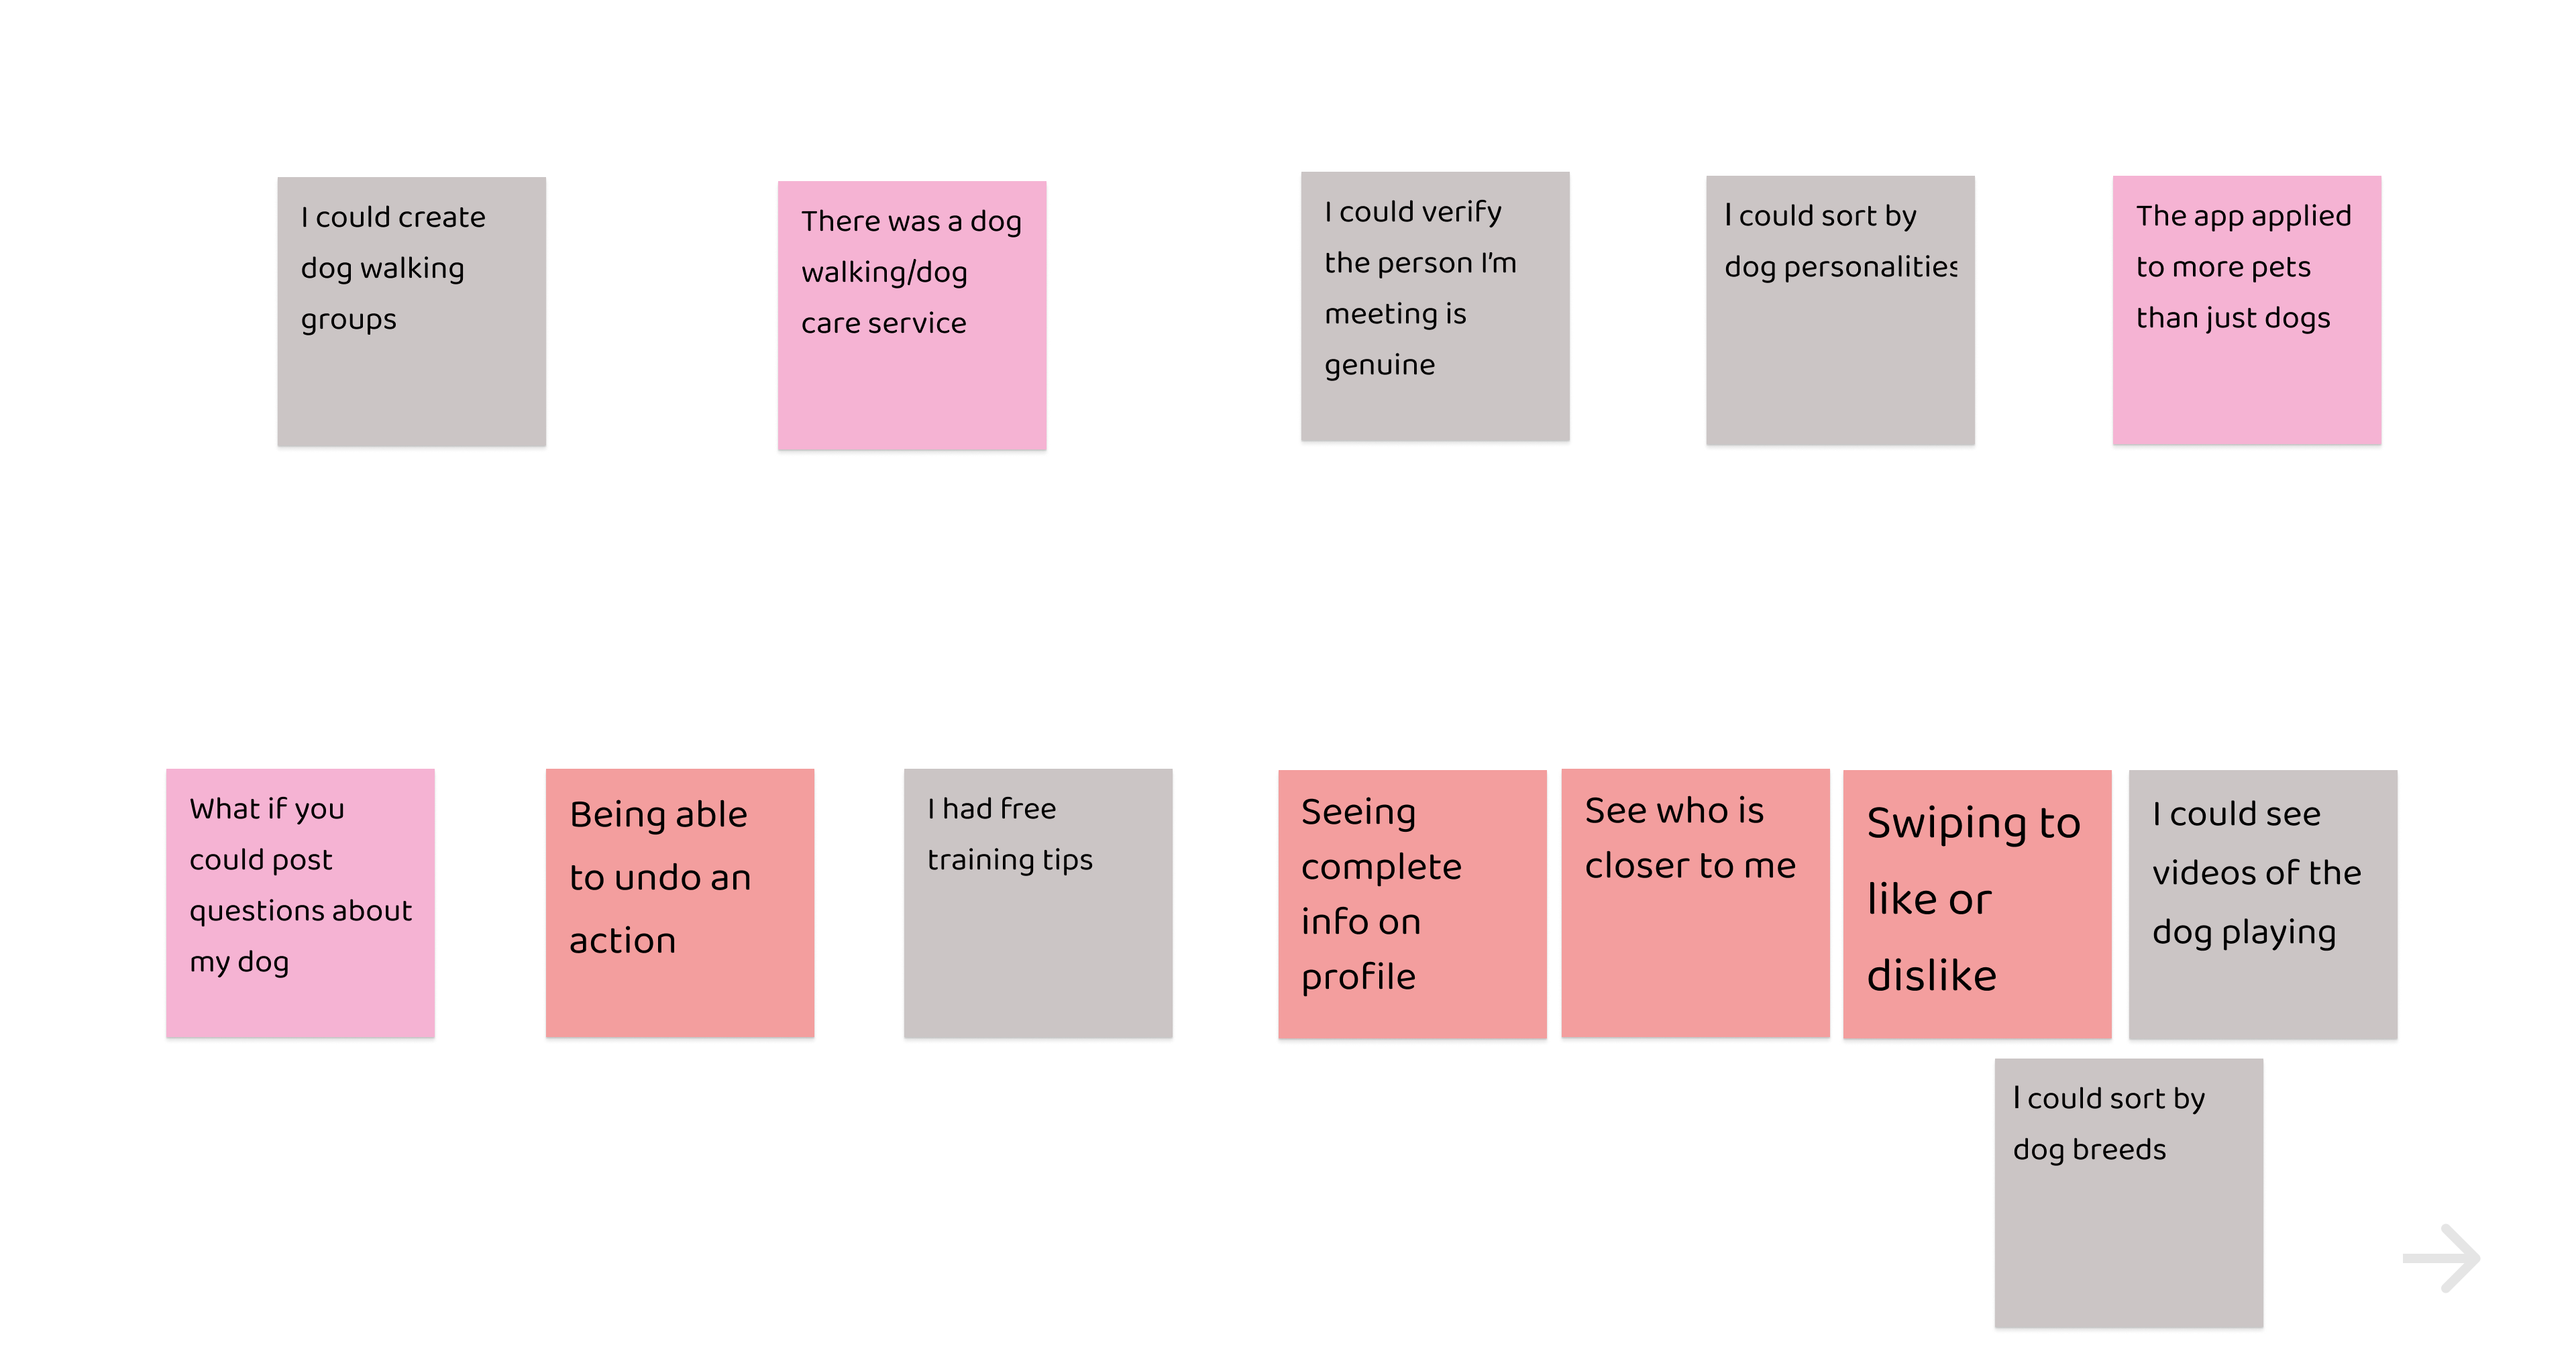 I could create
dog walking
groups
There was a dog
walking/dog
care service
I could verify
the person I'm
meeting is
genuine
I could sort by
dog personalities
The app applied
to more pets
than just dogs
What if you
could post
questions about
my dog
Being able
to undo an
action
I had free
training tips
Seeing
complete
info on
profile
See who is
closer to me
Swiping to
like or
dislike
I could see
videos of the
dog playing
I could sort by
dog breeds